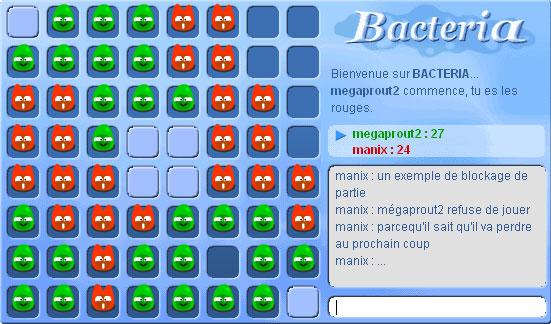 Bacteria
Bienvenue sur BACTERIA...
megaprout2 commence, tu es les
rouges.
megaprout2 : 27
manix : 24
manix : un exemple de blockage de
partie
manix : mégaprout2 refuse de jouer
manix : parcequ'il sait qu'il va perdre
au prochain coup
manix : ...